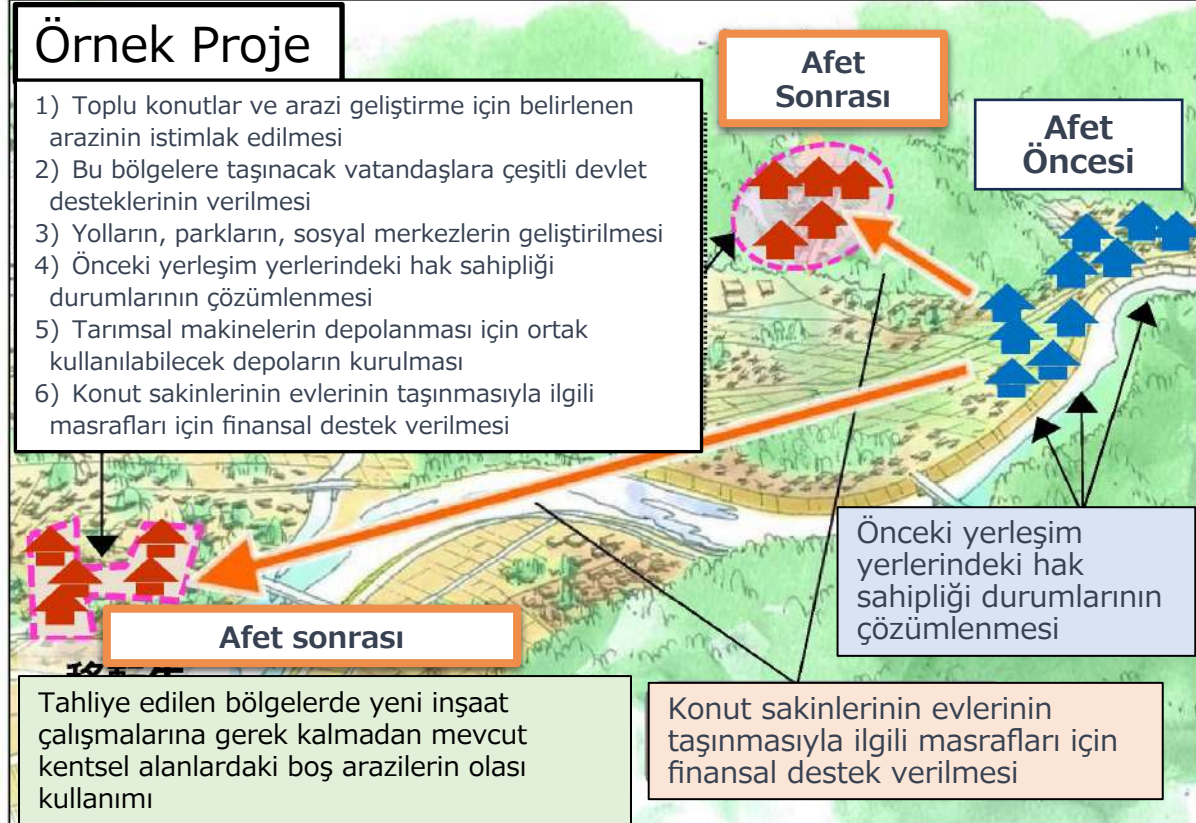 Örnek Proje
1) Toplu konutlar ve arazi geliştirme için belirlenen
arazinin istimlak edilmesi
2) Bu bölgelere taşınacak vatandaşlara çeşitli devlet
desteklerinin verilmesi
3) Yolların, parkların, sosyal merkezlerin geliştirilmesi
4) Önceki yerleşim yerlerindeki hak sahipliği
durumlarının çözümlenmesi
5) Tarımsal makinelerin depolanması için ortak
kullanılabilecek depoların kurulması
6) Konut sakinlerinin evlerinin taşınmasıyla ilgili
masrafları için finansal destek verilmesi
Afet
Sonrası
Afet
Öncesi
Önceki yerleşim
yerlerindeki hak
sahipliği durumlarının
çözümlenmesi
Afet sonrası
Tahliye edilen bölgelerde yeni inşaat
çalışmalarına gerek kalmadan mevcut
kentsel alanlardaki boş arazilerin olası
kullanımı
Konut sakinlerinin evlerinin
taşınmasıyla ilgili masrafları için
finansal destek verilmesi